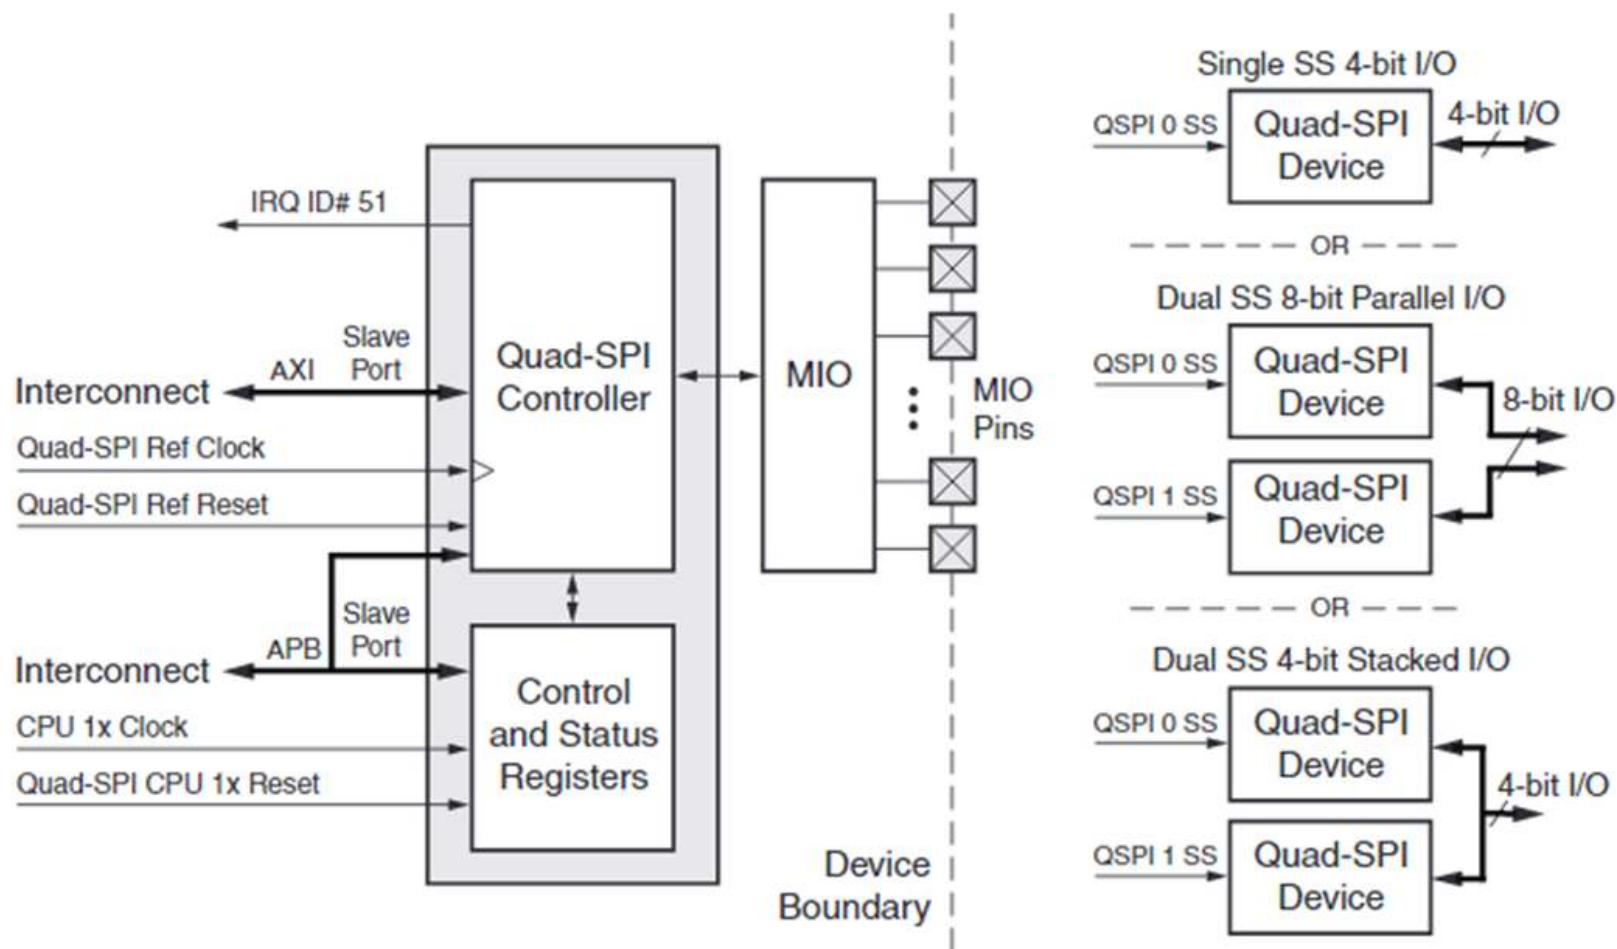 IRQ ID# 51
Slave
Port
AXI
Interconnect
Quad-SPI Ref Clock
Quad-SPI Ref Reset
Slave
Port
APB
Interconnect
CPU 1x Clock
Quad-SPI CPU 1x Reset
Quad-SPI
Controller
Control
and Status
Registers
MIO
MIO
Pins
Device
Boundary
Single SS 4-bit I/O
QSPI 0 SS
Quad-SPI
Device
4-bit I/O
OR
Dual SS 8-bit Parallel I/O
QSPI 0 SS
Quad-SPI
Device
8-bit I/O
QSPI 1 SS
Quad-SPI
Device
OR
Dual SS 4-bit Stacked I/O
QSPI 0 SS
Quad-SPI
Device
4-bit I/O
QSPI 1 SS
Quad-SPI
Device